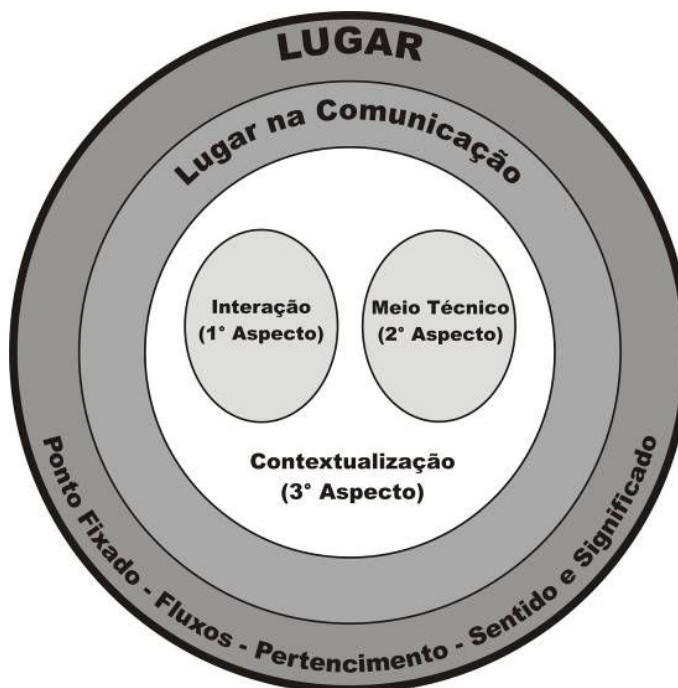 LUGAR
Lugar na Comunicação
Interação
(1° Aspecto)
Meio Técnico
(2° Aspecto)
Contextualização
(3° Aspecto)
Ponto Fixado - Fluxos - Pertencimento - Sentido e Significado